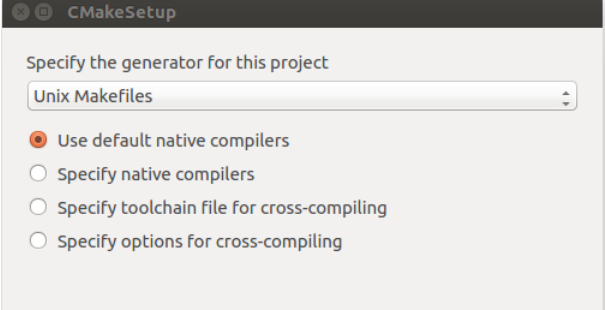 CMakeSetup
Specify the generator for this project
Unix Makefiles
Use default native compilers
Specify native compilers
Specify toolchain file for cross-compiling
Specify options for cross-compiling